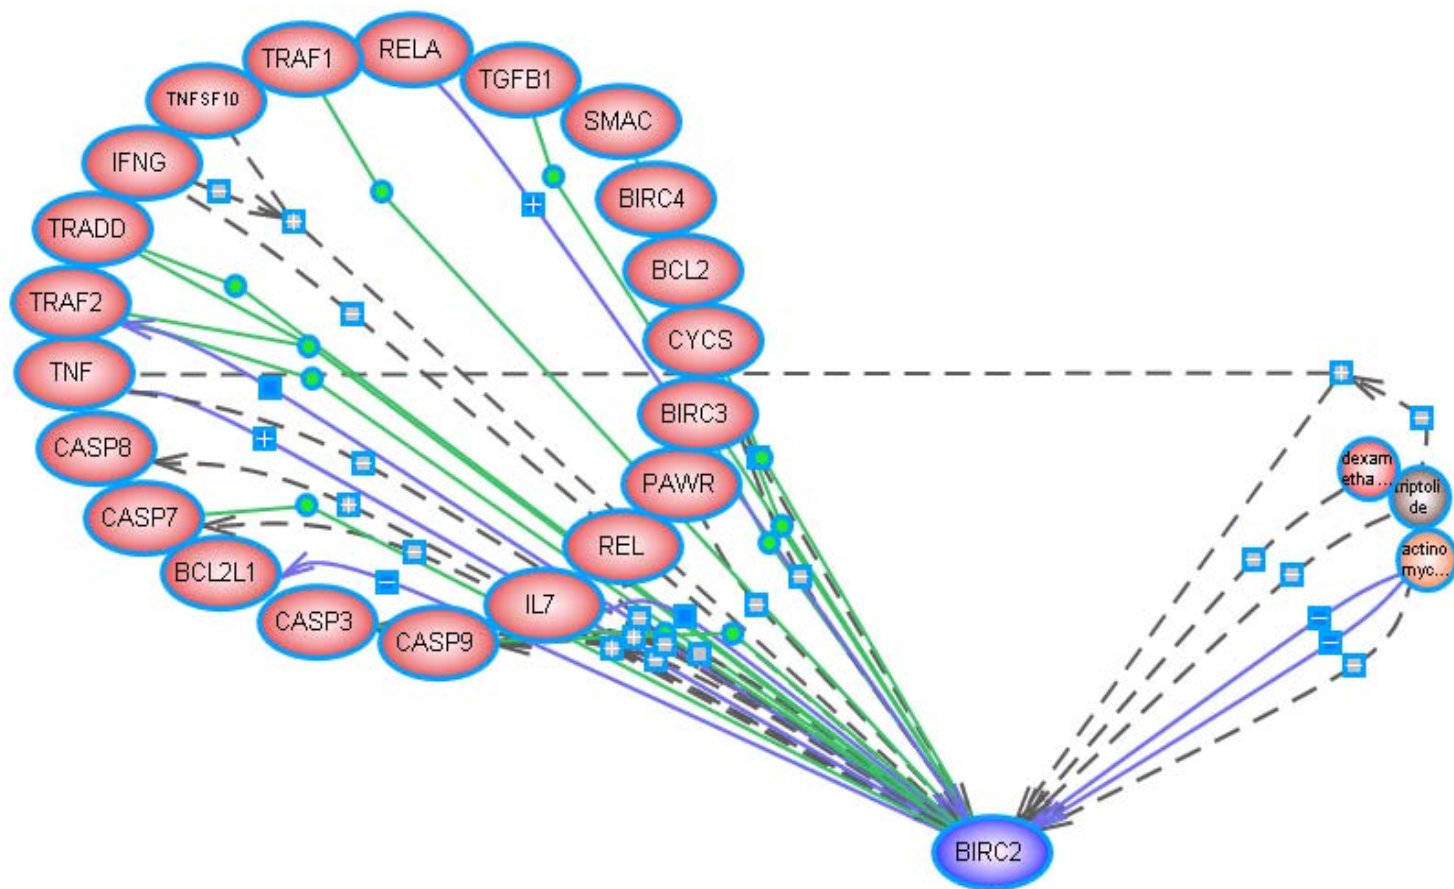 RELA
TRAF1
TGFB1
TNFSF10
SMAC
IFNG
BIRC4
TRADD
BCL2
TRAF2
CYCS
TNF
BIRC3
CASP8
dexam
etha ...
PAWR
triptoli
de
CASP7
REL
actino
myc...
BCL2L1
IL7
CASP3
CASP9
BIRC2